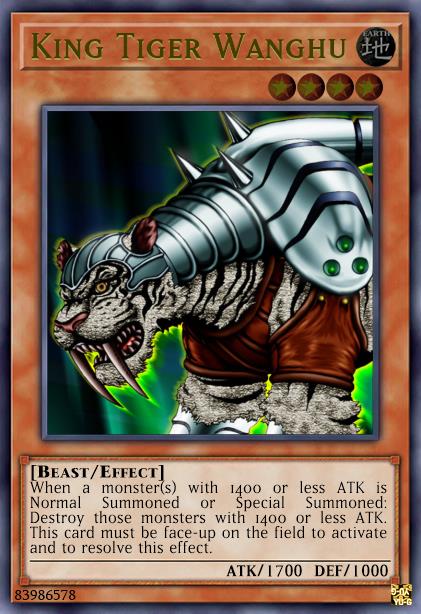 King Tiger Wanghu
EARTH
地
[Beast/Effect]
When a monster(s) with 1400 or less ATK is
Normal Summoned or Special Summoned:
Destroy those monsters with 1400 or less ATK.
This card must be face-up on the field to activate
and to resolve this effect.
ATK/1700 DEF/1000
83986578